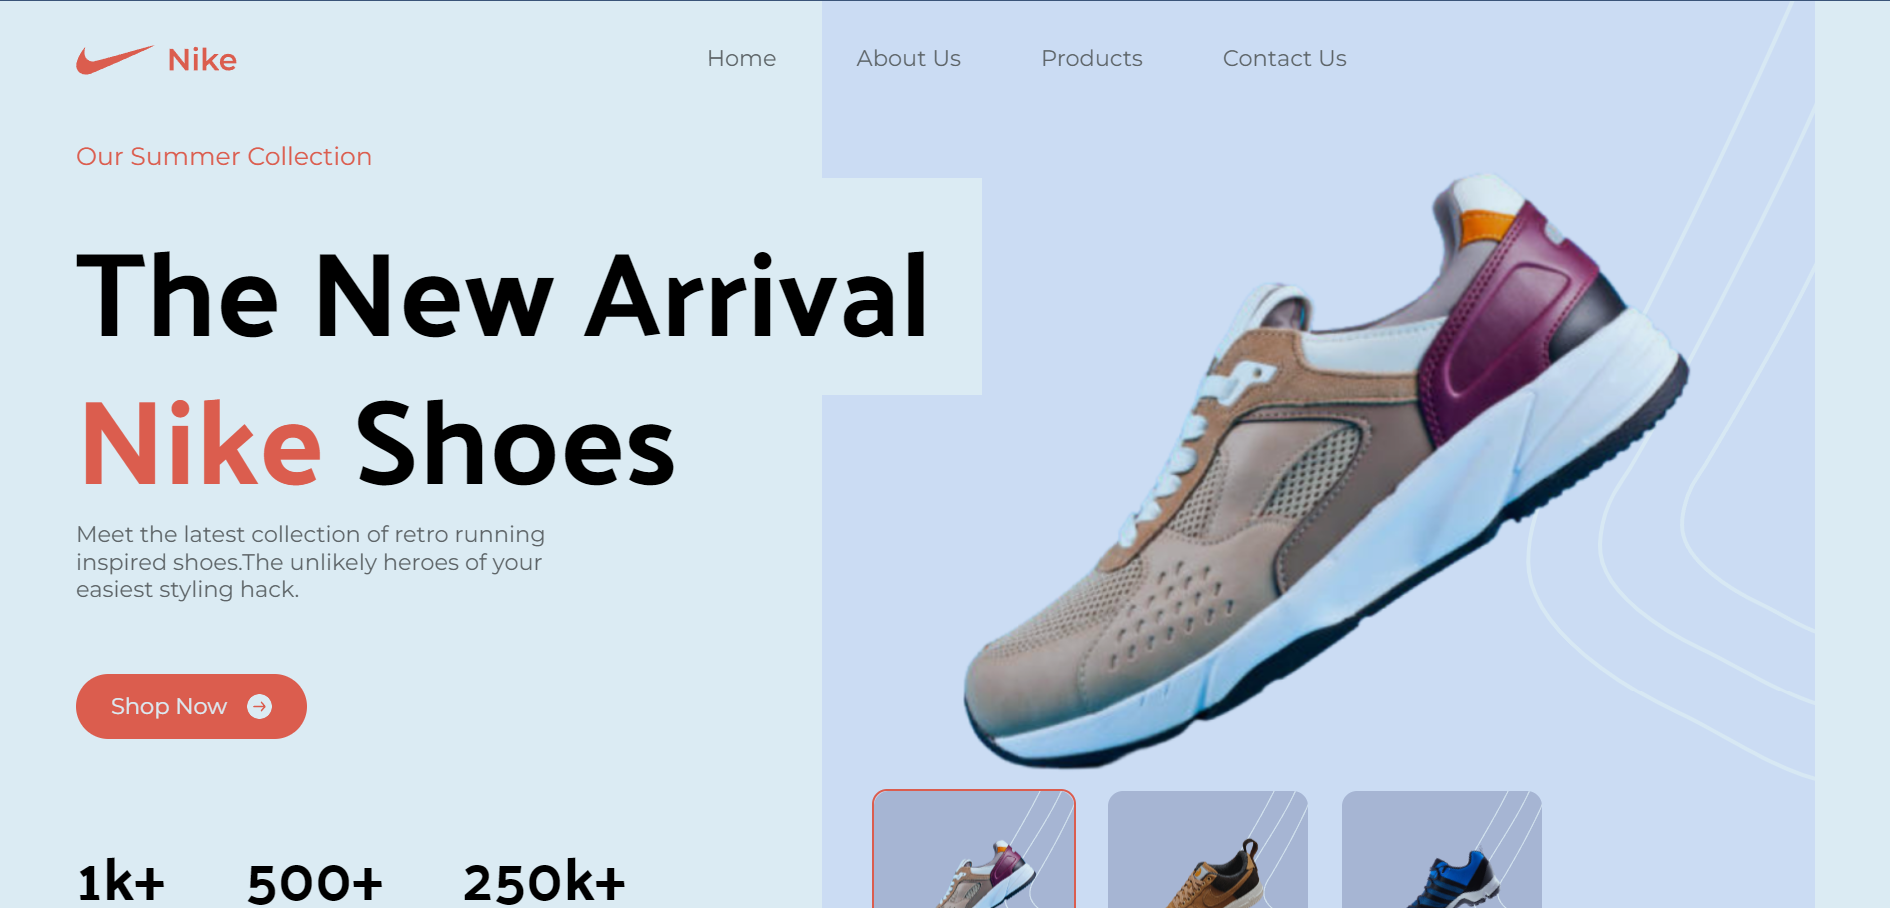 Nike
Home
About Us
Products
Contact Us
Our Summer Collection
The New Arrival
Nike Shoes
Meet the latest collection of retro running
inspired shoes.The unlikely heroes of your
easiest styling hack.
Shop Now
1k+
500+
250k+